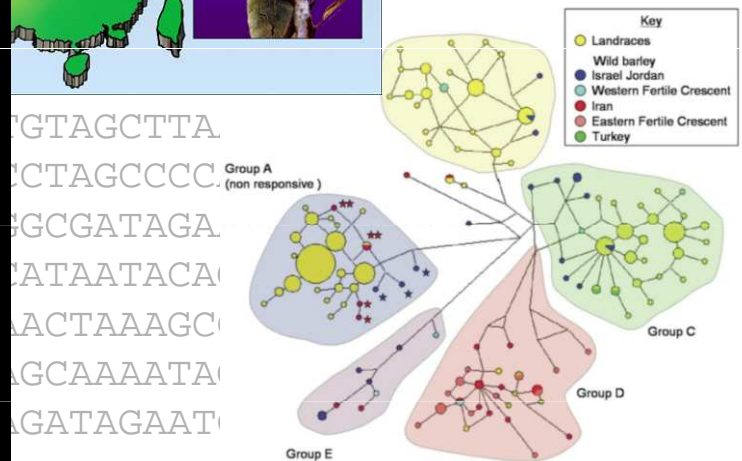 Key
Landraces
Wild barley
Israel Jordan
Western Fertile Crescent
Iran
Eastern Fertile Crescent
Turkey
TGTAGCTTA
CCTAGCCCC
GGCGATAGA
CATAATACA
AACTAAAGC
AGCAAAATA
AGATAGAAT
Group A
(non responsive )
Group C
Group D
Group E